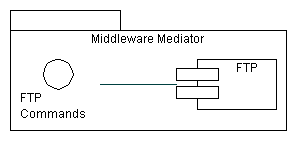 Middleware Mediator
FTP
FTP
Commands